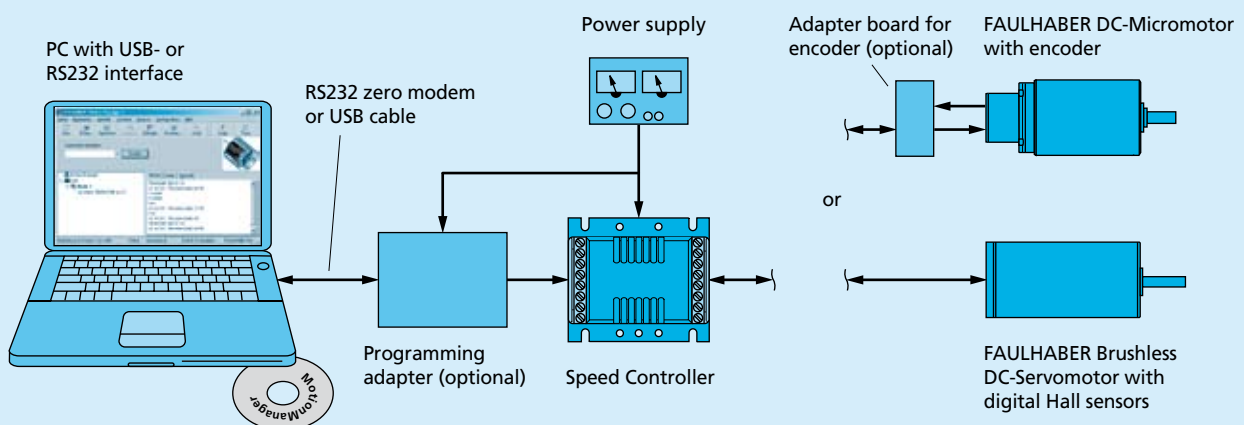 PC with USB- or
RS232 interface
RS232 zero modem
or USB cable
Power supply
Adapter board for
encoder (optional)
FAULHABER DC-Micromotor
with encoder
or
Programming
adapter (optional)
Speed Controller
FAULHABER Brushless
DC-Servomotor with
digital Hall sensors
MotionManager